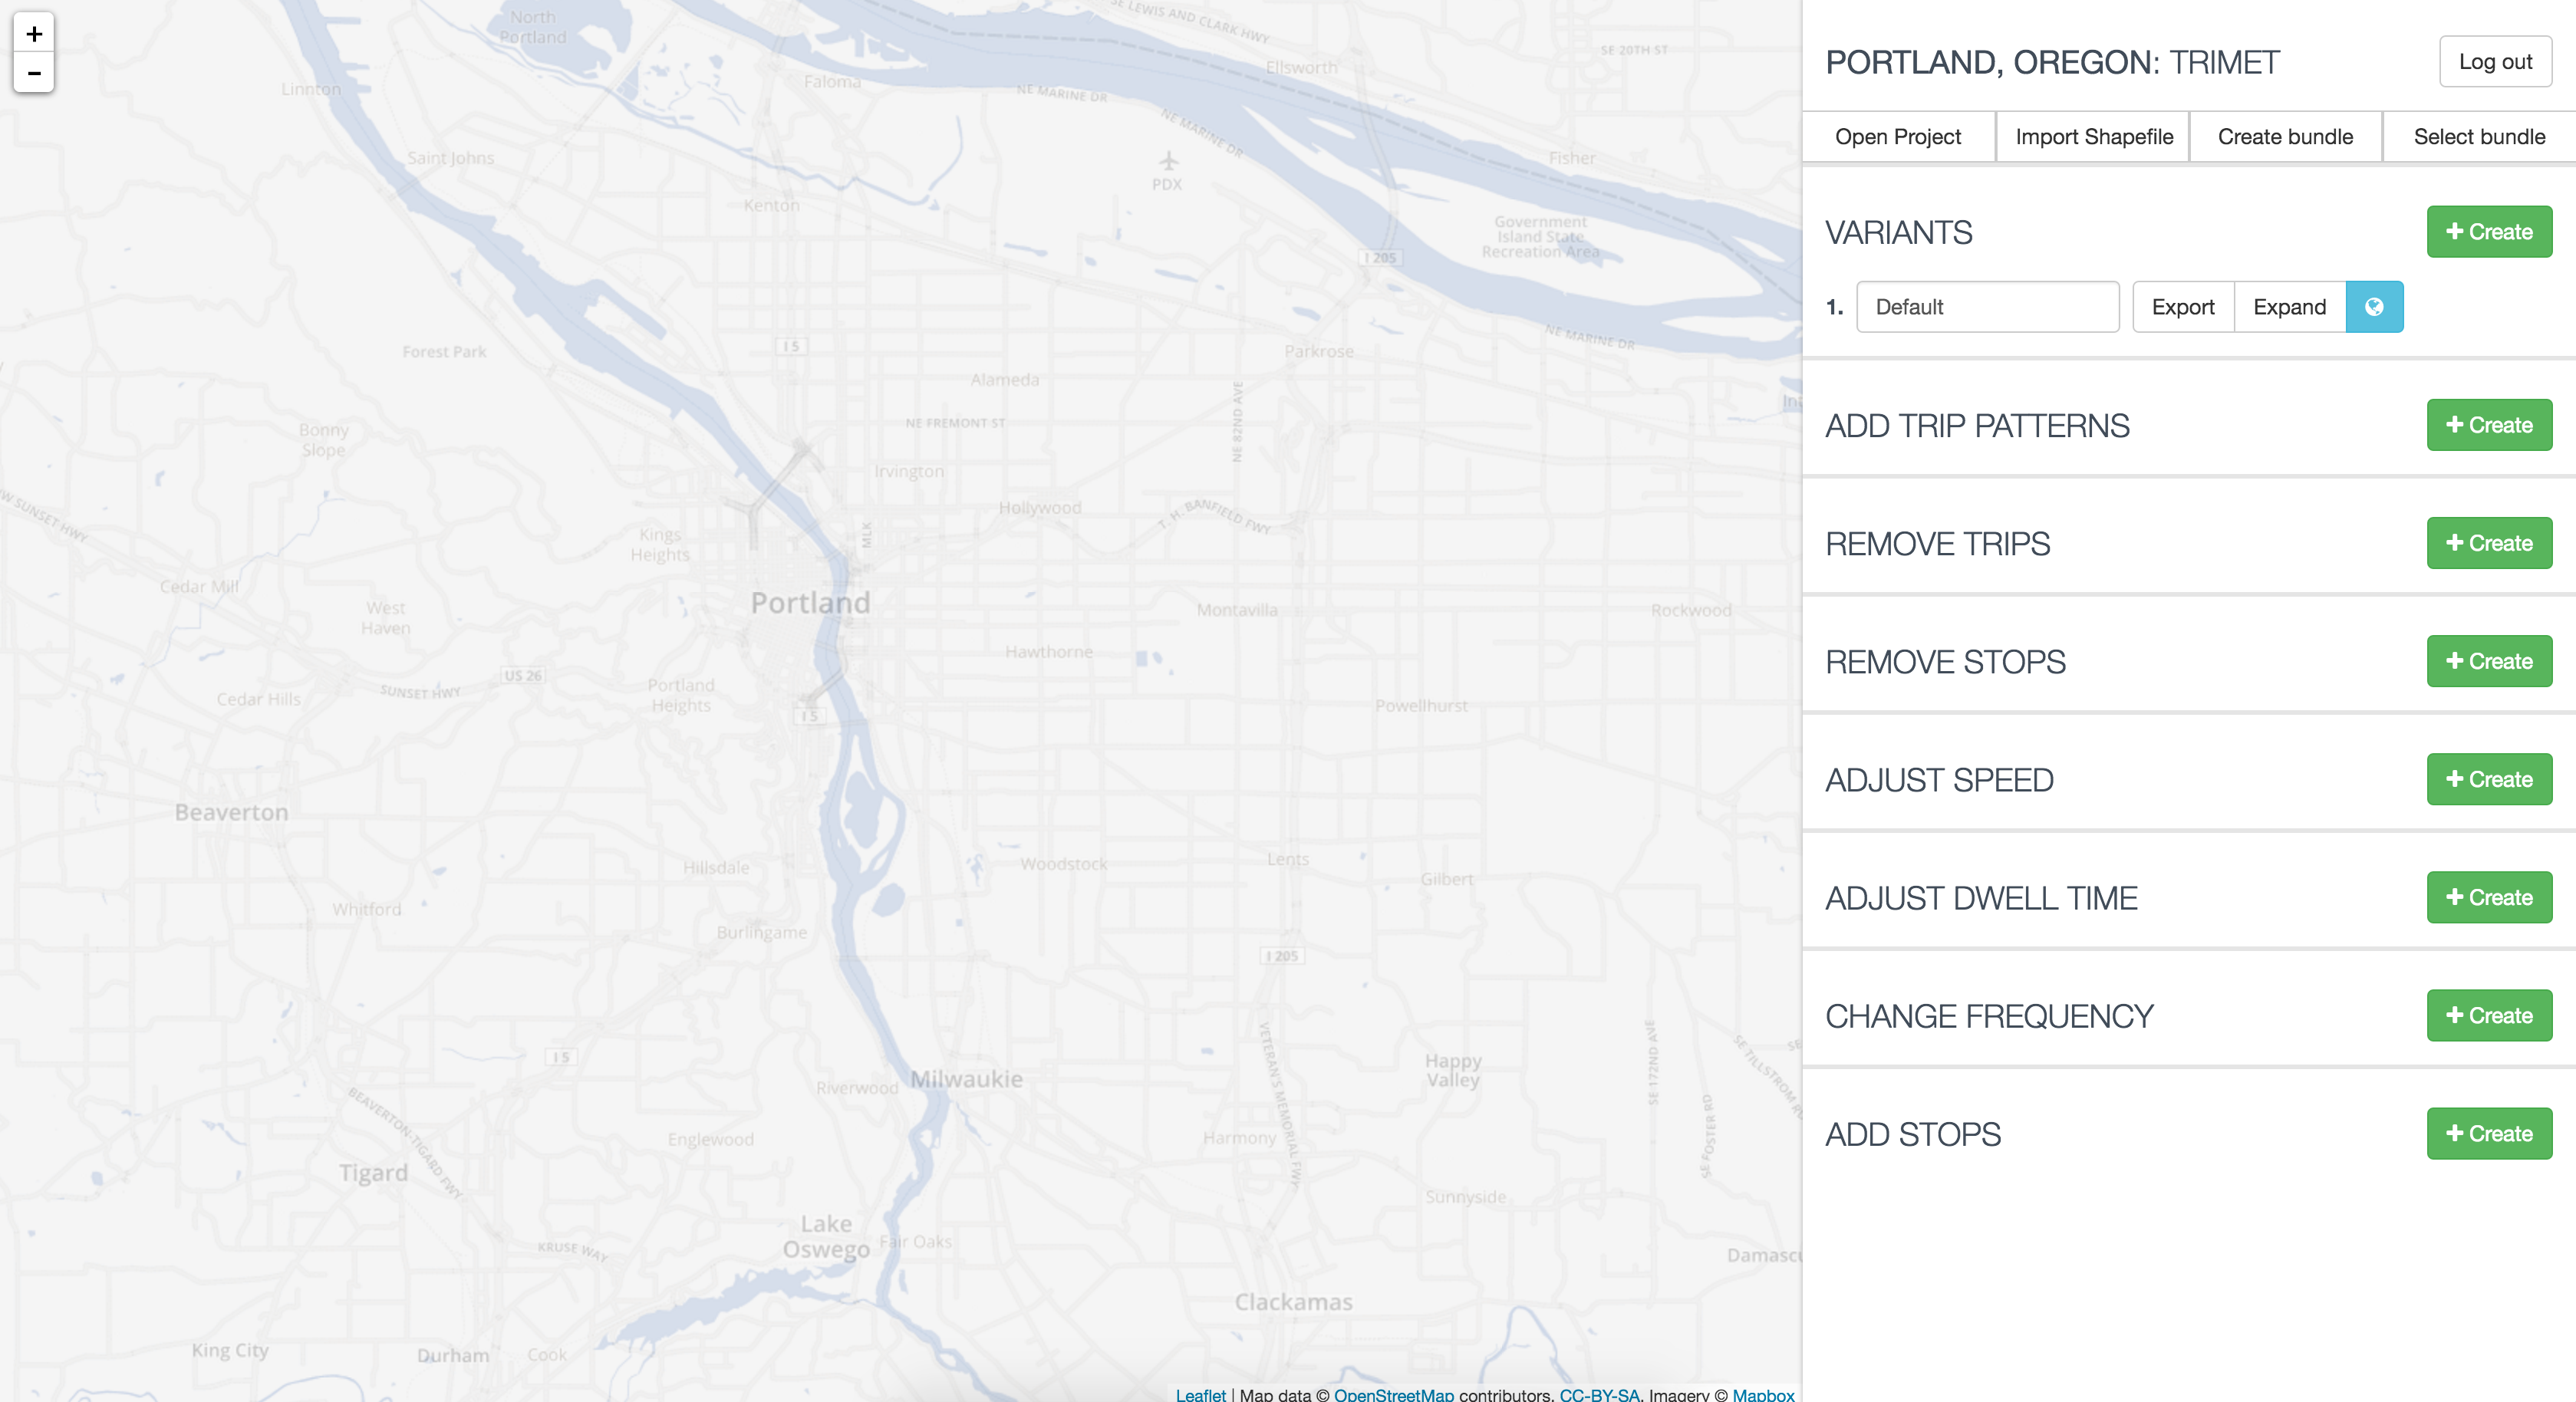 +
−
North
Portland
SE LEWIS AND CLARK HWY
SE 20TH ST
Linnton
Faloma
NE MARINE DR
Ellsworth
NE MARINE DR
Saint Johns
PDX
Fisher
Kenton
Government
Island State
Recreation Area
I 205
NE MARINE DR
I 5
Forest Park
Parkrose
Alameda
NE 82ND AVE
NE FREMONT ST
Bonny
Slope
Irvington
W SUNSET HWY
Hollywood
T. H. BANFIELD FWY
MLK
Kings
Heights
Cedar Mill
West
Haven
Portland
Montavilla
Rockwood
Hawthorne
US 26
SUNSET HWY
Cedar Hills
Portland
Heights
I 5
Powellhurst
Beaverton
Hillsdale
Woodstock
Lents
Gilbert
Whitford
Burlingame
I 205
VETERAN'S MEMORIAL FWY
SE 172ND AVE
SE TILLSTROM RD
SE
I 5
Happy
Valley
Riverwood
Milwaukie
BEAVERTON-TIGARD FWY
Englewood
Harmony
SE FOSTER RD
Tigard
Sunnyside
Lake
Oswego
Fair Oaks
KRUSE WAY
Damascu
Clackamas
King City
Durham
Cook
Leaflet | Map data © OpenStreetMap contributors, CC-BY-SA, Imagery © Mapbox
PORTLAND, OREGON: TRIMET
Log out
Open Project
Import Shapefile
Create bundle
Select bundle
VARIANTS
+ Create
1. Default Export Expand
ADD TRIP PATTERNS
+ Create
REMOVE TRIPS
+ Create
REMOVE STOPS
+ Create
ADJUST SPEED
+ Create
ADJUST DWELL TIME
+ Create
CHANGE FREQUENCY
+ Create
ADD STOPS
+ Create